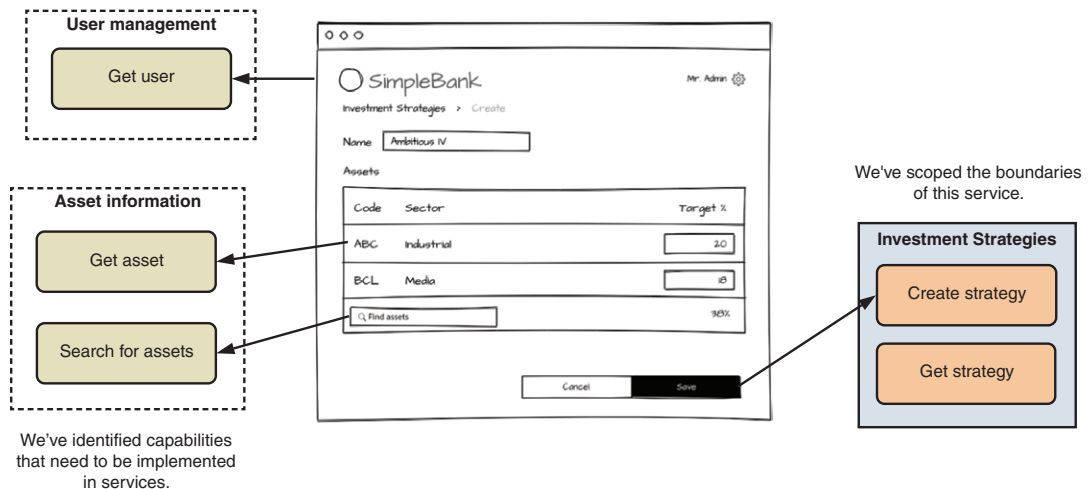 User management
Get user
SimpleBank
Mr. Admin
Investment Strategies > Create
Name Ambitious IV
Assets
Code Sector Target %
ABC Industrial 20
BCL Media 18
Find assets 38%
Cancel Save
Asset information
Get asset
Search for assets
We've identified capabilities
that need to be implemented
in services.
We've scoped the boundaries
of this service.
Investment Strategies
Create strategy
Get strategy